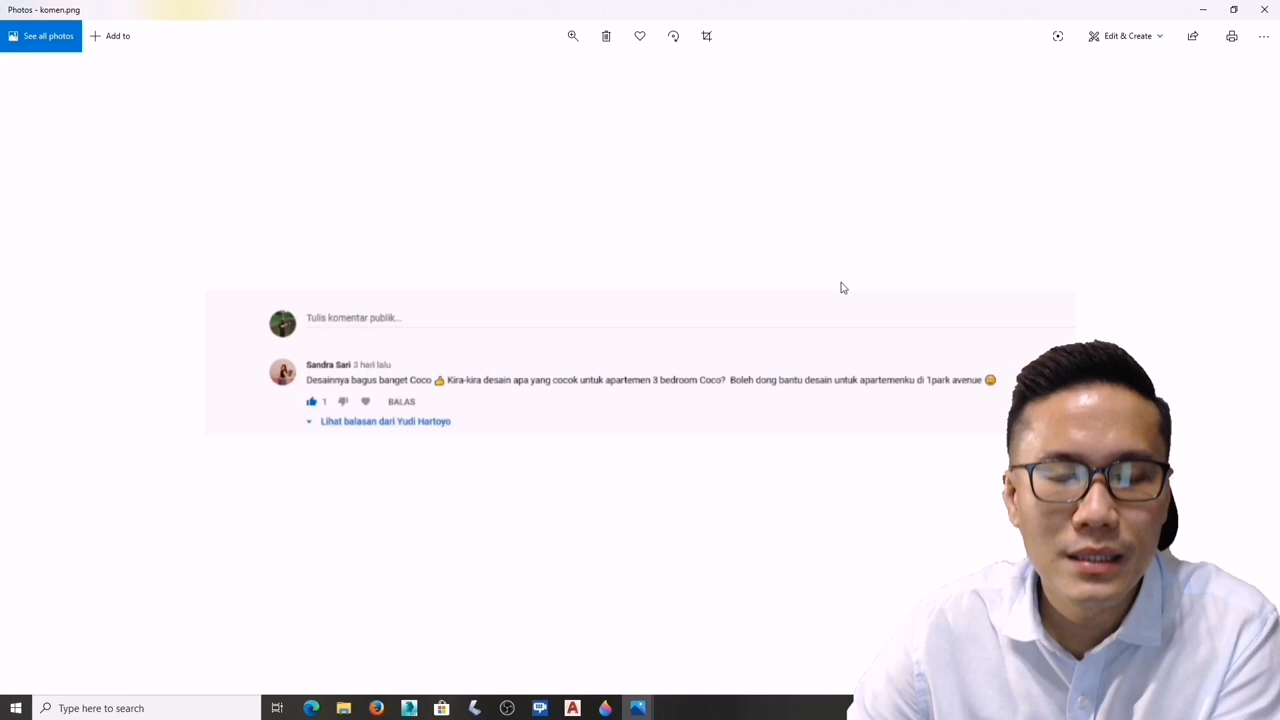 Photos - komen.png
See all photos
Add to
Edit & Create
Tulis komentar publik...
Sandra Sari 3 hari lalu
Desainnya bagus banget Coco 👍 Kira-kira desain apa yang cocok untuk apartemen 3 bedroom Coco? Boleh dong bantu desain untuk apartemenku di 1park avenue 😄
1 BALAS
Lihat balasan dari Yudi Hartoyo
Type here to search